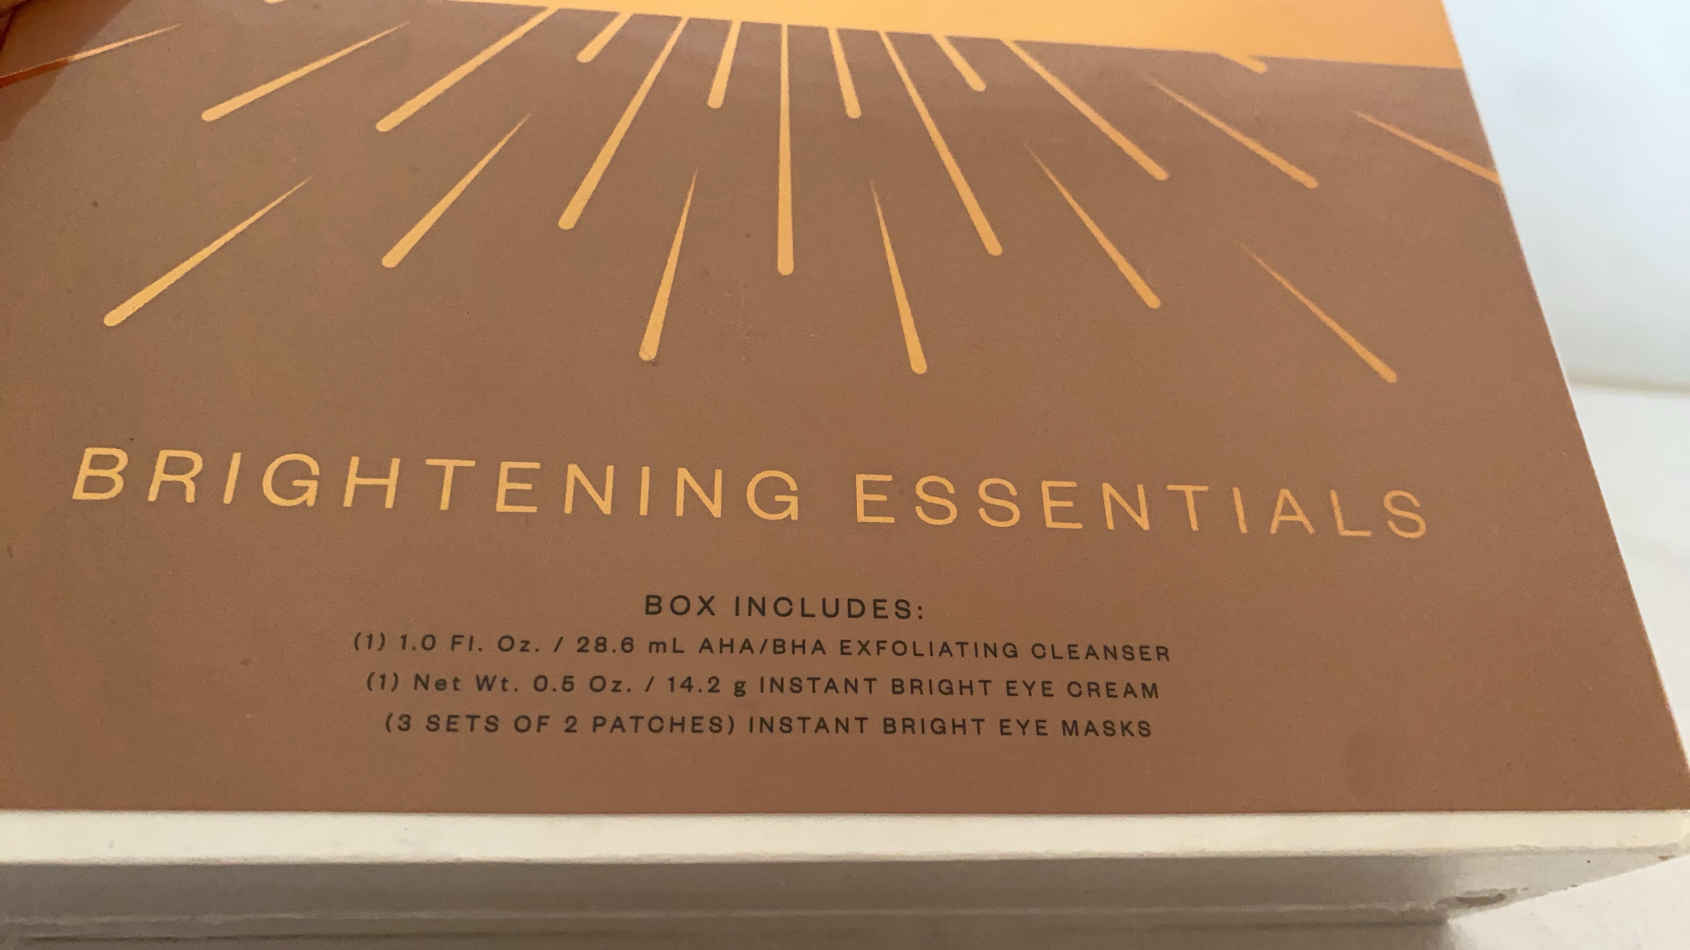 BRIGHTENING ESSENTIALS
BOX INCLUDES:
(1) 1.0 Fl. Oz. / 28.6 mL AHA/BHA EXFOLIATING CLEANSER
(1) Net Wt. 0.5 Oz. / 14.2 g INSTANT BRIGHT EYE CREAM
(3 SETS OF 2 PATCHES) INSTANT BRIGHT EYE MASKS